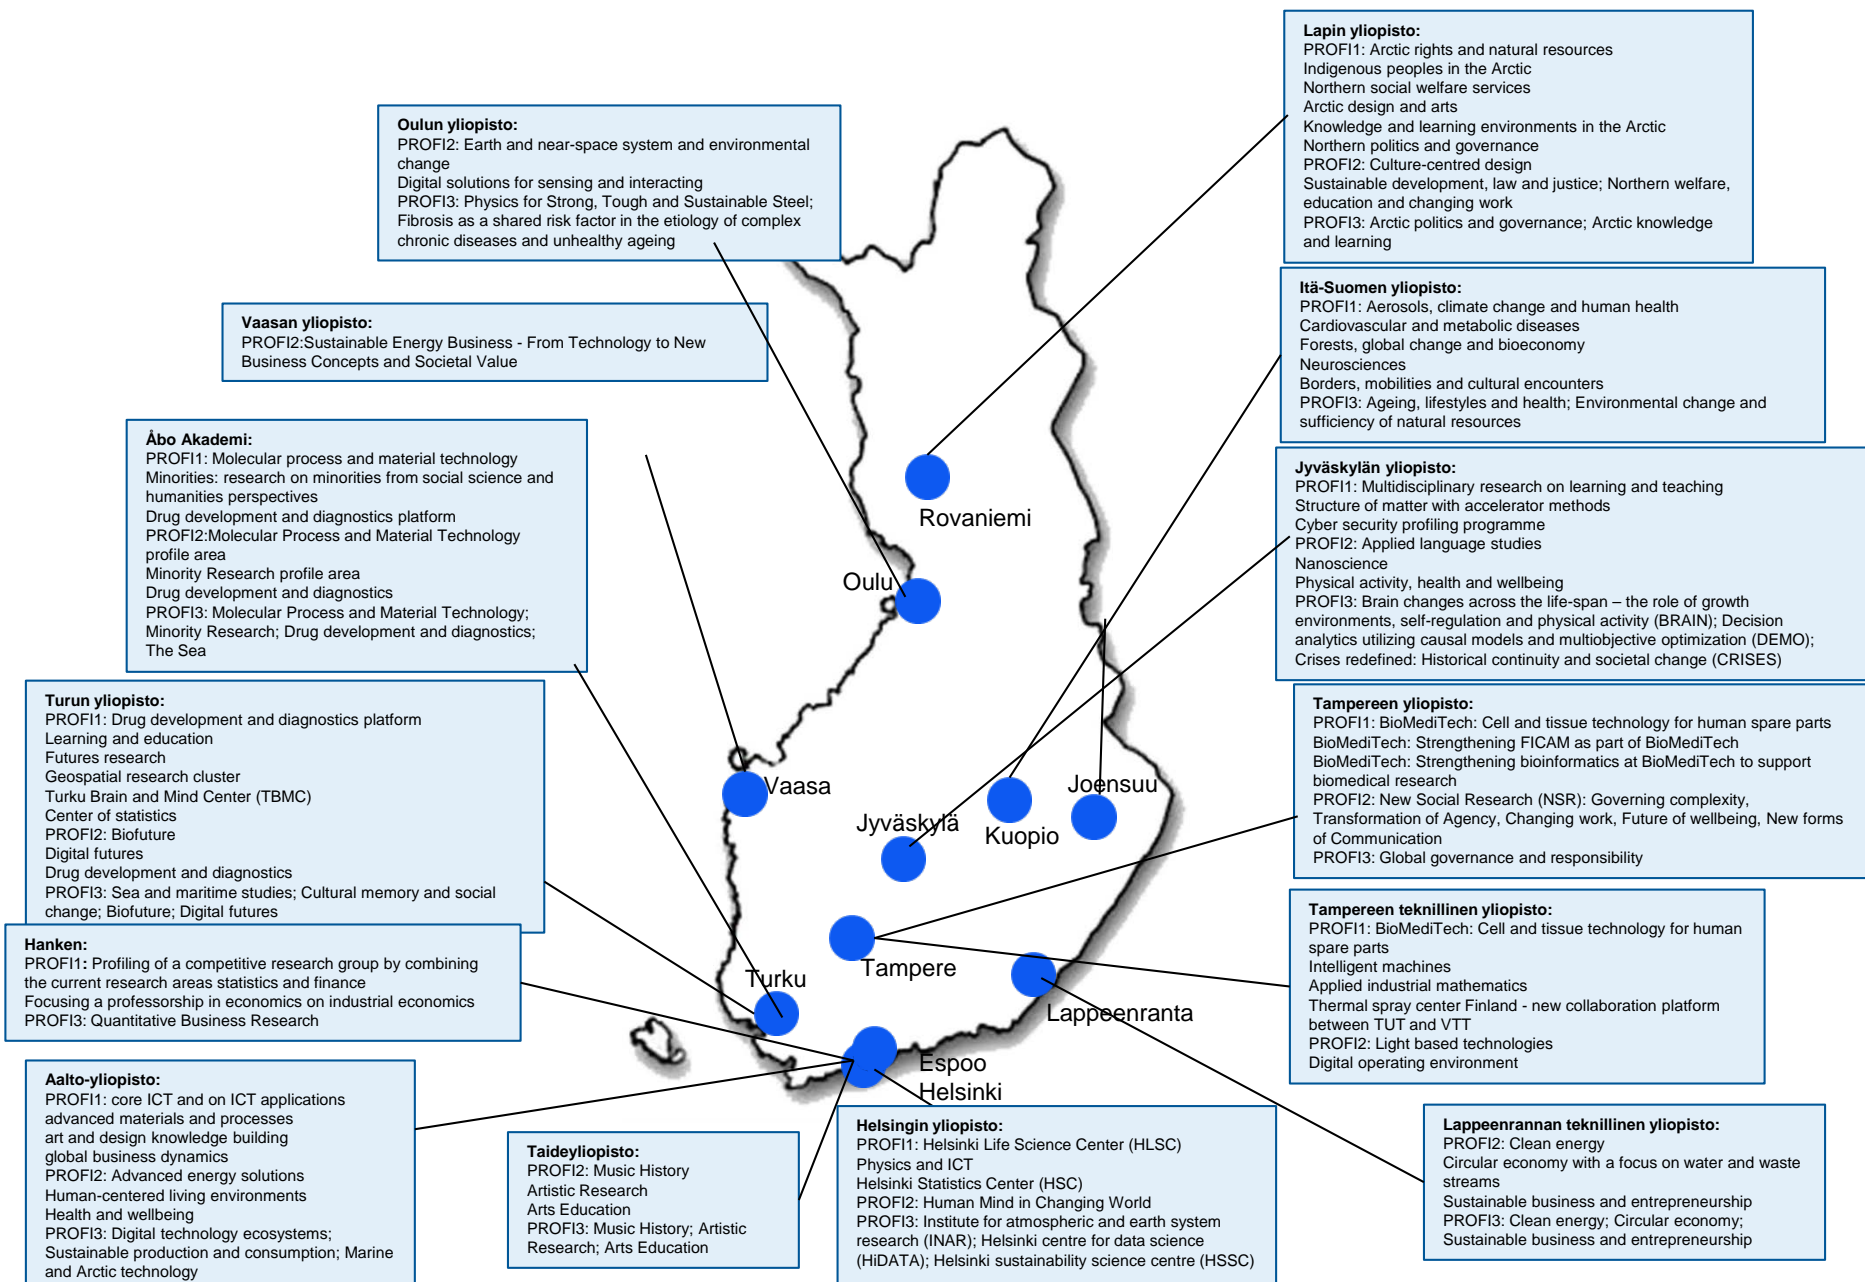 Lapin yliopisto:
PROFI1: Arctic rights and natural resources
Indigenous peoples in the Arctic
Northern social welfare services
Arctic design and arts
Knowledge and learning environments in the Arctic
Northern politics and governance
PROFI2: Culture-centred design
Sustainable development, law and justice; Northern welfare,
education and changing work
PROFI3: Arctic politics and governance; Arctic knowledge
and learning
Oulun yliopisto:
PROFI2: Earth and near-space system and environmental
change
Digital solutions for sensing and interacting
PROFI3: Physics for Strong, Tough and Sustainable Steel;
Fibrosis as a shared risk factor in the etiology of complex
chronic diseases and unhealthy ageing
Itä-Suomen yliopisto:
PROFI1: Aerosols, climate change and human health
Cardiovascular and metabolic diseases
Forests, global change and bioeconomy
Neurosciences
Borders, mobilities and cultural encounters
PROFI3: Ageing, lifestyles and health; Environmental change and
sufficiency of natural resources
Vaasan yliopisto:
PROFI2:Sustainable Energy Business - From Technology to New
Business Concepts and Societal Value
Åbo Akademi:
PROFI1: Molecular process and material technology
Minorities: research on minorities from social science and
humanities perspectives
Drug development and diagnostics platform
PROFI2:Molecular Process and Material Technology
profile area
Minority Research profile area
Drug development and diagnostics
PROFI3: Molecular Process and Material Technology;
Minority Research; Drug development and diagnostics;
The Sea
Jyväskylän yliopisto:
PROFI1: Multidisciplinary research on learning and teaching
Structure of matter with accelerator methods
Cyber security profiling programme
PROFI2: Applied language studies
Nanoscience
Physical activity, health and wellbeing
PROFI3: Brain changes across the life-span – the role of growth
environments, self-regulation and physical activity (BRAIN); Decision
analytics utilizing causal models and multiobjective optimization (DEMO);
Crises redefined: Historical continuity and societal change (CRISES)
Rovaniemi
Oulu
Vaasa
Jyväskylä
Kuopio
Joensuu
Tampere
Turku
Lappeenranta
Espoo
Helsinki
Turun yliopisto:
PROFI1: Drug development and diagnostics platform
Learning and education
Futures research
Geospatial research cluster
Turku Brain and Mind Center (TBMC)
Center of statistics
PROFI2: Biofuture
Digital futures
Drug development and diagnostics
PROFI3: Sea and maritime studies; Cultural memory and social
change; Biofuture; Digital futures
Tampereen yliopisto:
PROFI1: BioMediTech: Cell and tissue technology for human spare parts
BioMediTech: Strengthening FICAM as part of BioMediTech
BioMediTech: Strengthening bioinformatics at BioMediTech to support
biomedical research
PROFI2: New Social Research (NSR): Governing complexity,
Transformation of Agency, Changing work, Future of wellbeing, New forms
of Communication
PROFI3: Global governance and responsibility
Hanken:
PROFI1: Profiling of a competitive research group by combining
the current research areas statistics and finance
Focusing a professorship in economics on industrial economics
PROFI3: Quantitative Business Research
Tampereen teknillinen yliopisto:
PROFI1: BioMediTech: Cell and tissue technology for human
spare parts
Intelligent machines
Applied industrial mathematics
Thermal spray center Finland - new collaboration platform
between TUT and VTT
PROFI2: Light based technologies
Digital operating environment
Aalto-yliopisto:
PROFI1: core ICT and on ICT applications
advanced materials and processes
art and design knowledge building
global business dynamics
PROFI2: Advanced energy solutions
Human-centered living environments
Health and wellbeing
PROFI3: Digital technology ecosystems;
Sustainable production and consumption; Marine
and Arctic technology
Taideyliopisto:
PROFI2: Music History
Artistic Research
Arts Education
PROFI3: Music History; Artistic
Research; Arts Education
Helsingin yliopisto:
PROFI1: Helsinki Life Science Center (HLSC)
Physics and ICT
Helsinki Statistics Center (HSC)
PROFI2: Human Mind in Changing World
PROFI3: Institute for atmospheric and earth system
research (INAR); Helsinki centre for data science
(HiDATA); Helsinki sustainability science centre (HSSC)
Lappeenrannan teknillinen yliopisto:
PROFI2: Clean energy
Circular economy with a focus on water and waste
streams
Sustainable business and entrepreneurship
PROFI3: Clean energy; Circular economy;
Sustainable business and entrepreneurship